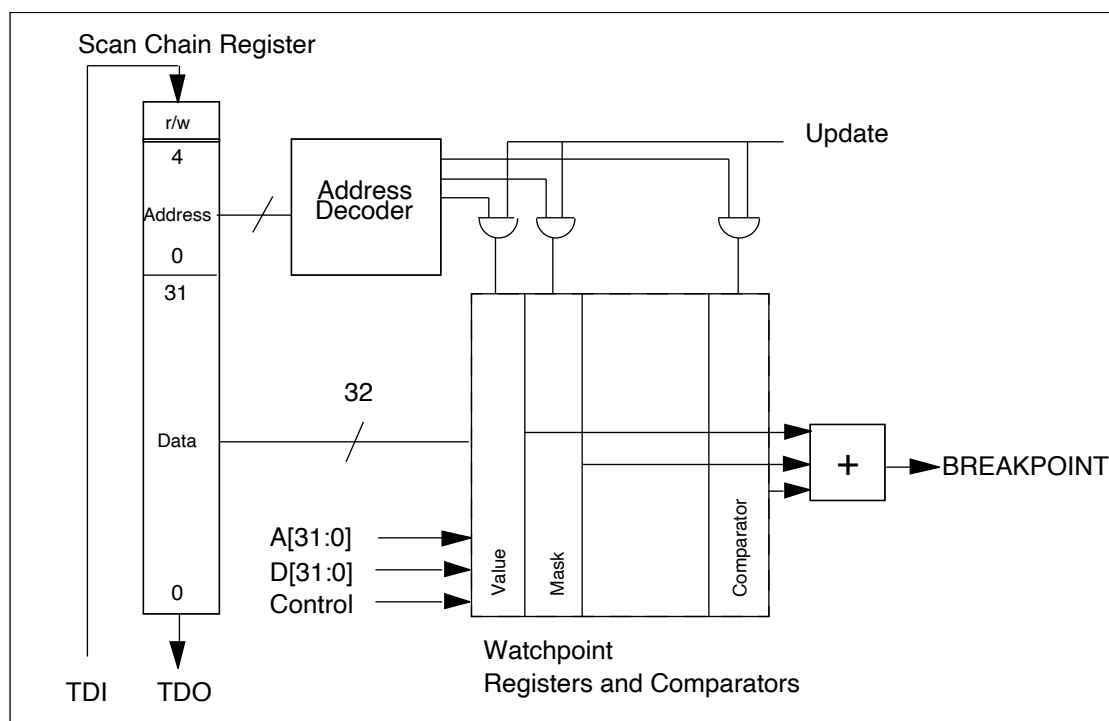 Scan Chain Register
r/w
4
Address
0
31
Data
0
TDI
TDO
Address
Decoder
Update
32
A[31:0]
D[31:0]
Control
Value
Mask
Comparator
+
BREAKPOINT
Watchpoint
Registers and Comparators